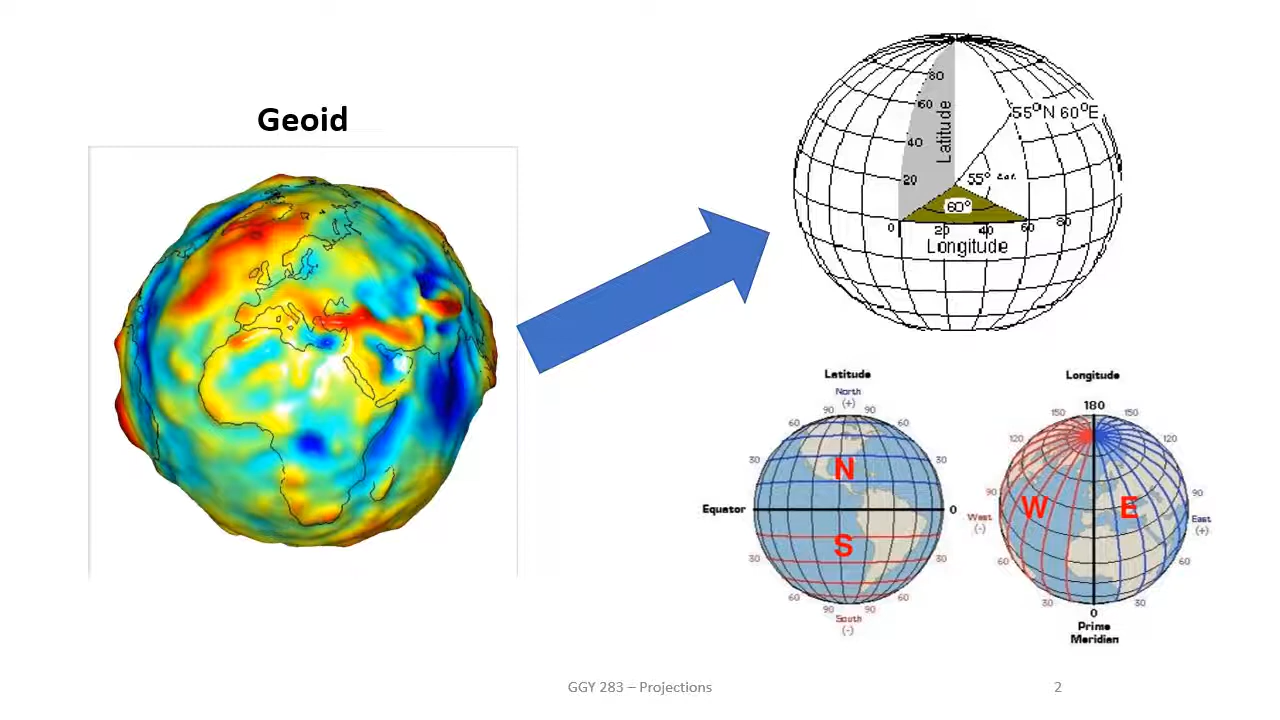 Geoid
80
60
Latitude
40
20
55°N 60°E
55° Lat.
60°
0 20 40 60 80
Longitude
Latitude
North
(+)
90 90
60 60
30 30
N
Equator 0
S
30 30
60 60
90 90
South
(-)
Longitude
180
150 150
120 120
90 90
W E
West
(-)
East
(+)
60 60
30 30
0
Prime
Meridian
GGY 283 – Projections
2